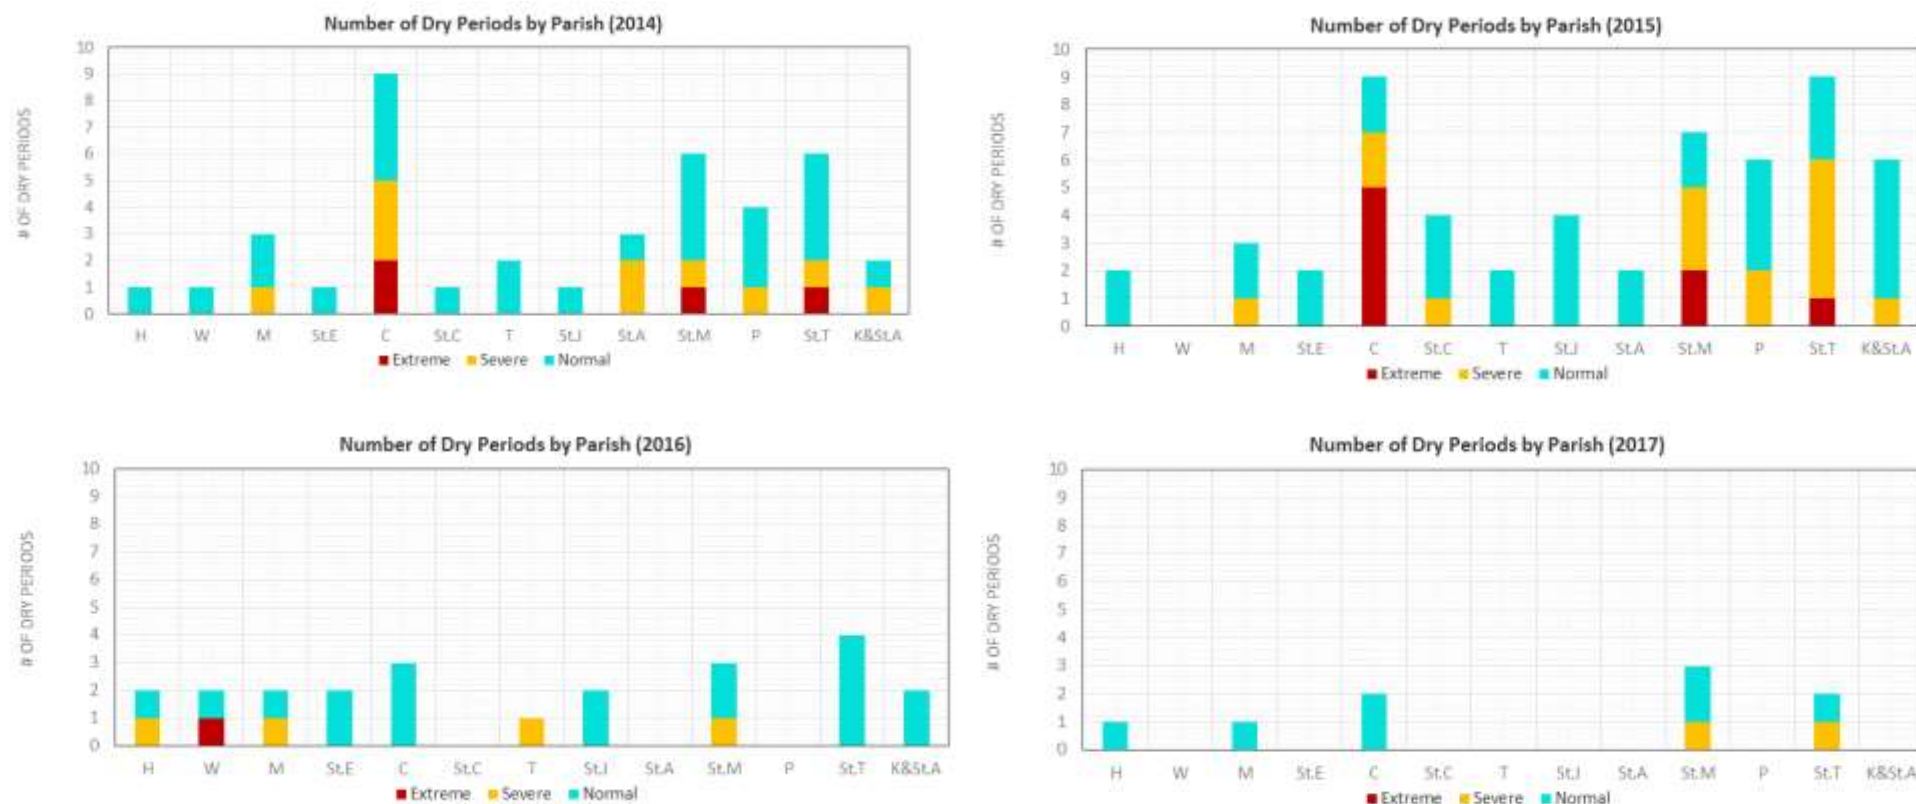 Number of Dry Periods by Parish (2014)
# OF DRY PERIODS
10
9
8
7
6
5
4
3
2
1
0
H W M St.E C St.C T St.J St.A St.M P St.T K&St.A
Extreme Severe Normal
Number of Dry Periods by Parish (2015)
# OF DRY PERIODS
10
9
8
7
6
5
4
3
2
1
0
H W M St.E C St.C T St.J St.A St.M P St.T K&St.A
Extreme Severe Normal
Number of Dry Periods by Parish (2016)
# OF DRY PERIODS
10
9
8
7
6
5
4
3
2
1
0
H W M St.E C St.C T St.J St.A St.M P St.T K&St.A
Extreme Severe Normal
Number of Dry Periods by Parish (2017)
# OF DRY PERIODS
10
9
8
7
6
5
4
3
2
1
0
H W M St.E C St.C T St.J St.A St.M P St.T K&St.A
Extreme Severe Normal